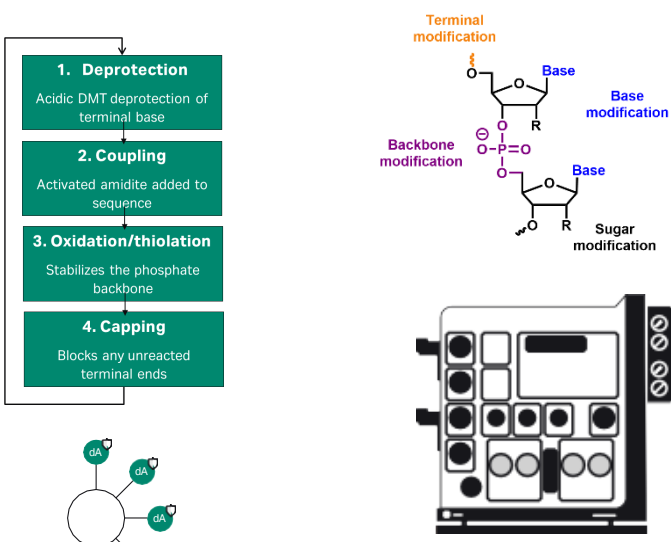 1. Deprotection
Acidic DMT deprotection of
terminal base
2. Coupling
Activated amidite added to
sequence
3. Oxidation/thiolation
Stabilizes the phosphate
backbone
4. Capping
Blocks any unreacted
terminal ends
dA
dA
dA
Terminal
modification
O
O
Base
Base
modification
O
R
Backbone
modification
⊖
O
P
O
O
O
Base
O
R
Sugar
modification